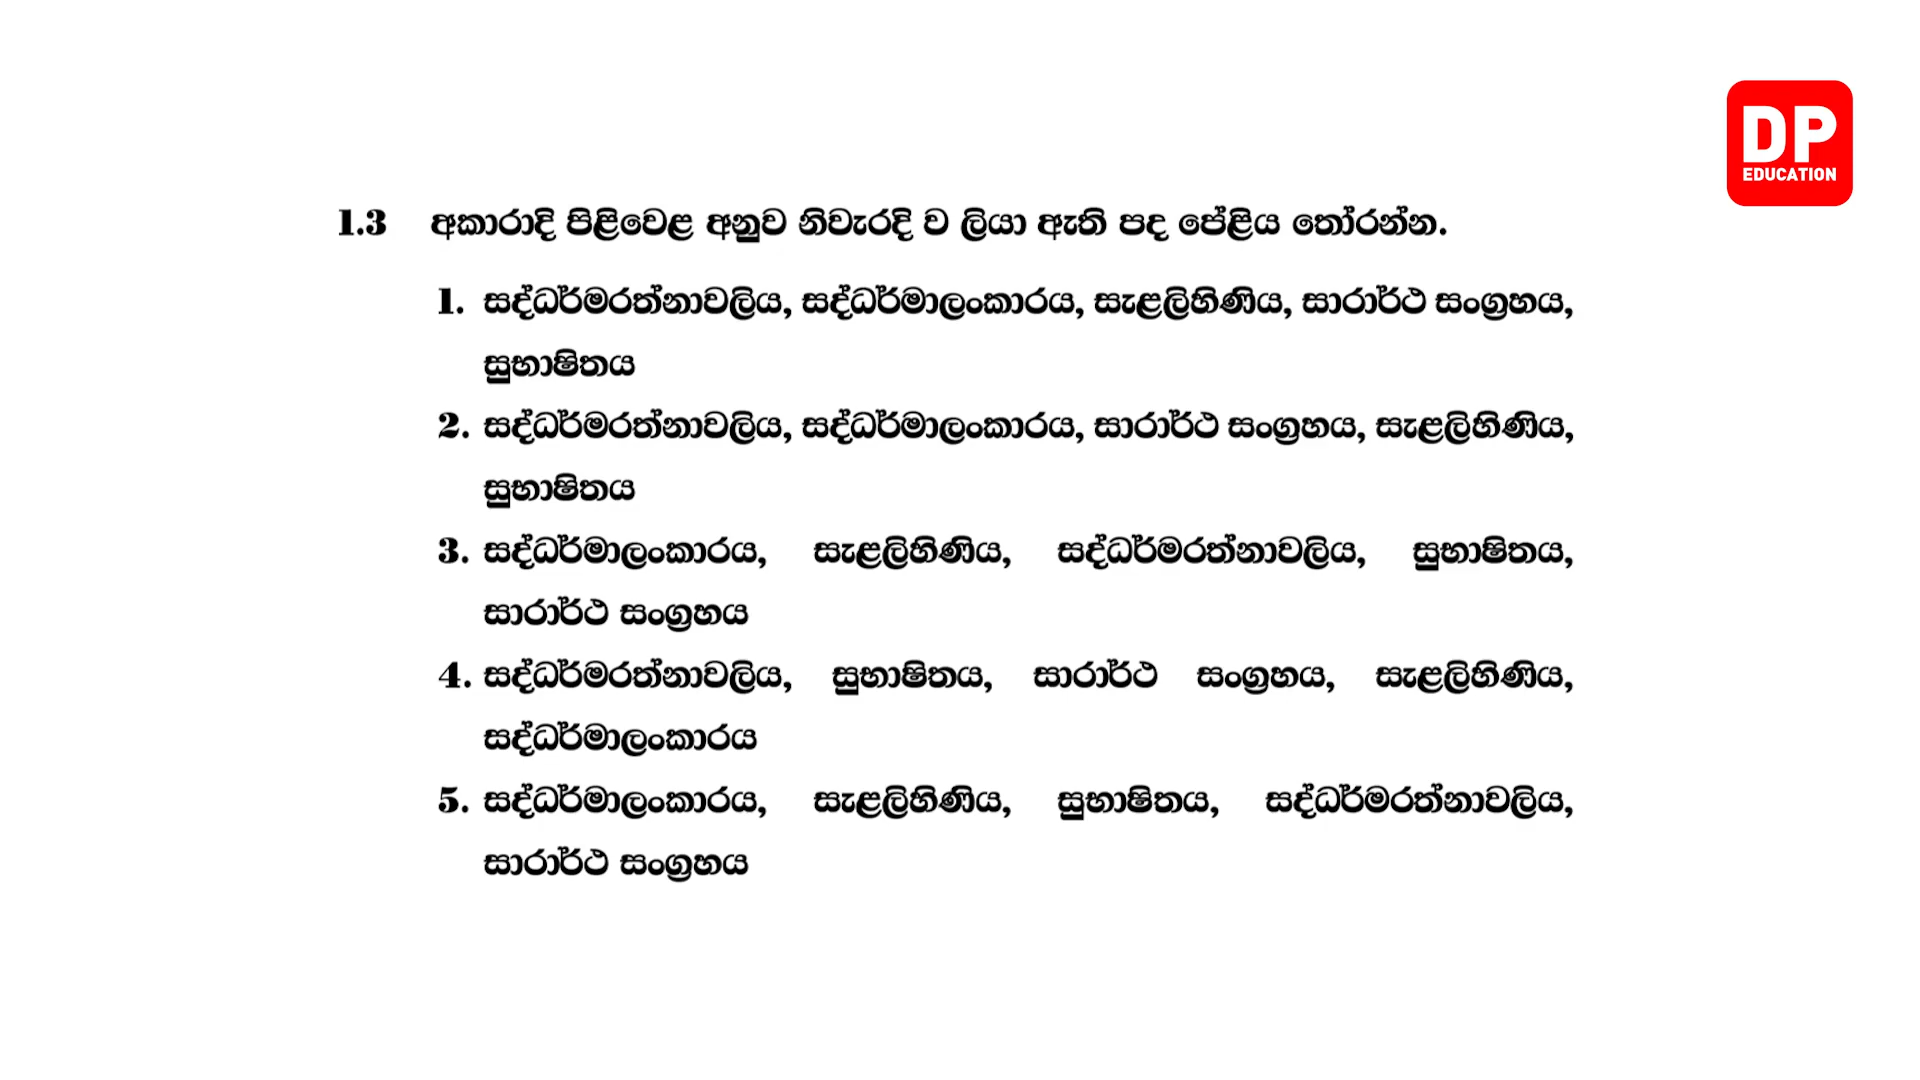 DP
EDUCATION
1.3 අකාරාදි පිළිවෙළ අනුව නිවැරදි ව ලියා ඇති පද පේළිය තෝරන්න.
1. සද්ධර්මරත්නාවලිය, සද්ධර්මාලංකාරය, සැළලිහිණිය, සාරාර්ථ සංග්‍රහය,
සුභාෂිතය
2. සද්ධර්මරත්නාවලිය, සද්ධර්මාලංකාරය, සාරාර්ථ සංග්‍රහය, සැළලිහිණිය,
සුභාෂිතය
3. සද්ධර්මාලංකාරය, සැළලිහිණිය, සද්ධර්මරත්නාවලිය, සුභාෂිතය,
සාරාර්ථ සංග්‍රහය
4. සද්ධර්මරත්නාවලිය, සුභාෂිතය, සාරාර්ථ සංග්‍රහය, සැළලිහිණිය,
සද්ධර්මාලංකාරය
5. සද්ධර්මාලංකාරය, සැළලිහිණිය, සුභාෂිතය, සද්ධර්මරත්නාවලිය,
සාරාර්ථ සංග්‍රහය